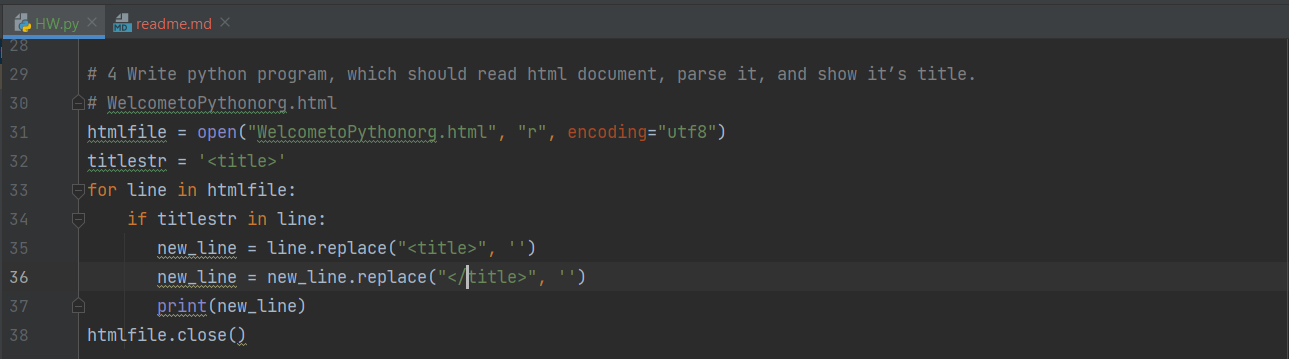 HW.py readme.md
MD
28
29 # 4 Write python program, which should read html document, parse it, and show it’s title.
30 # WelcometoPythonorg.html
31 htmlfile = open("WelcometoPythonorg.html", "r", encoding="utf8")
32 titlestr = '<title>'
33 for line in htmlfile:
34 if titlestr in line:
35 new_line = line.replace("<title>", '')
36 new_line = new_line.replace("</title>", '')
37 print(new_line)
38 htmlfile.close()